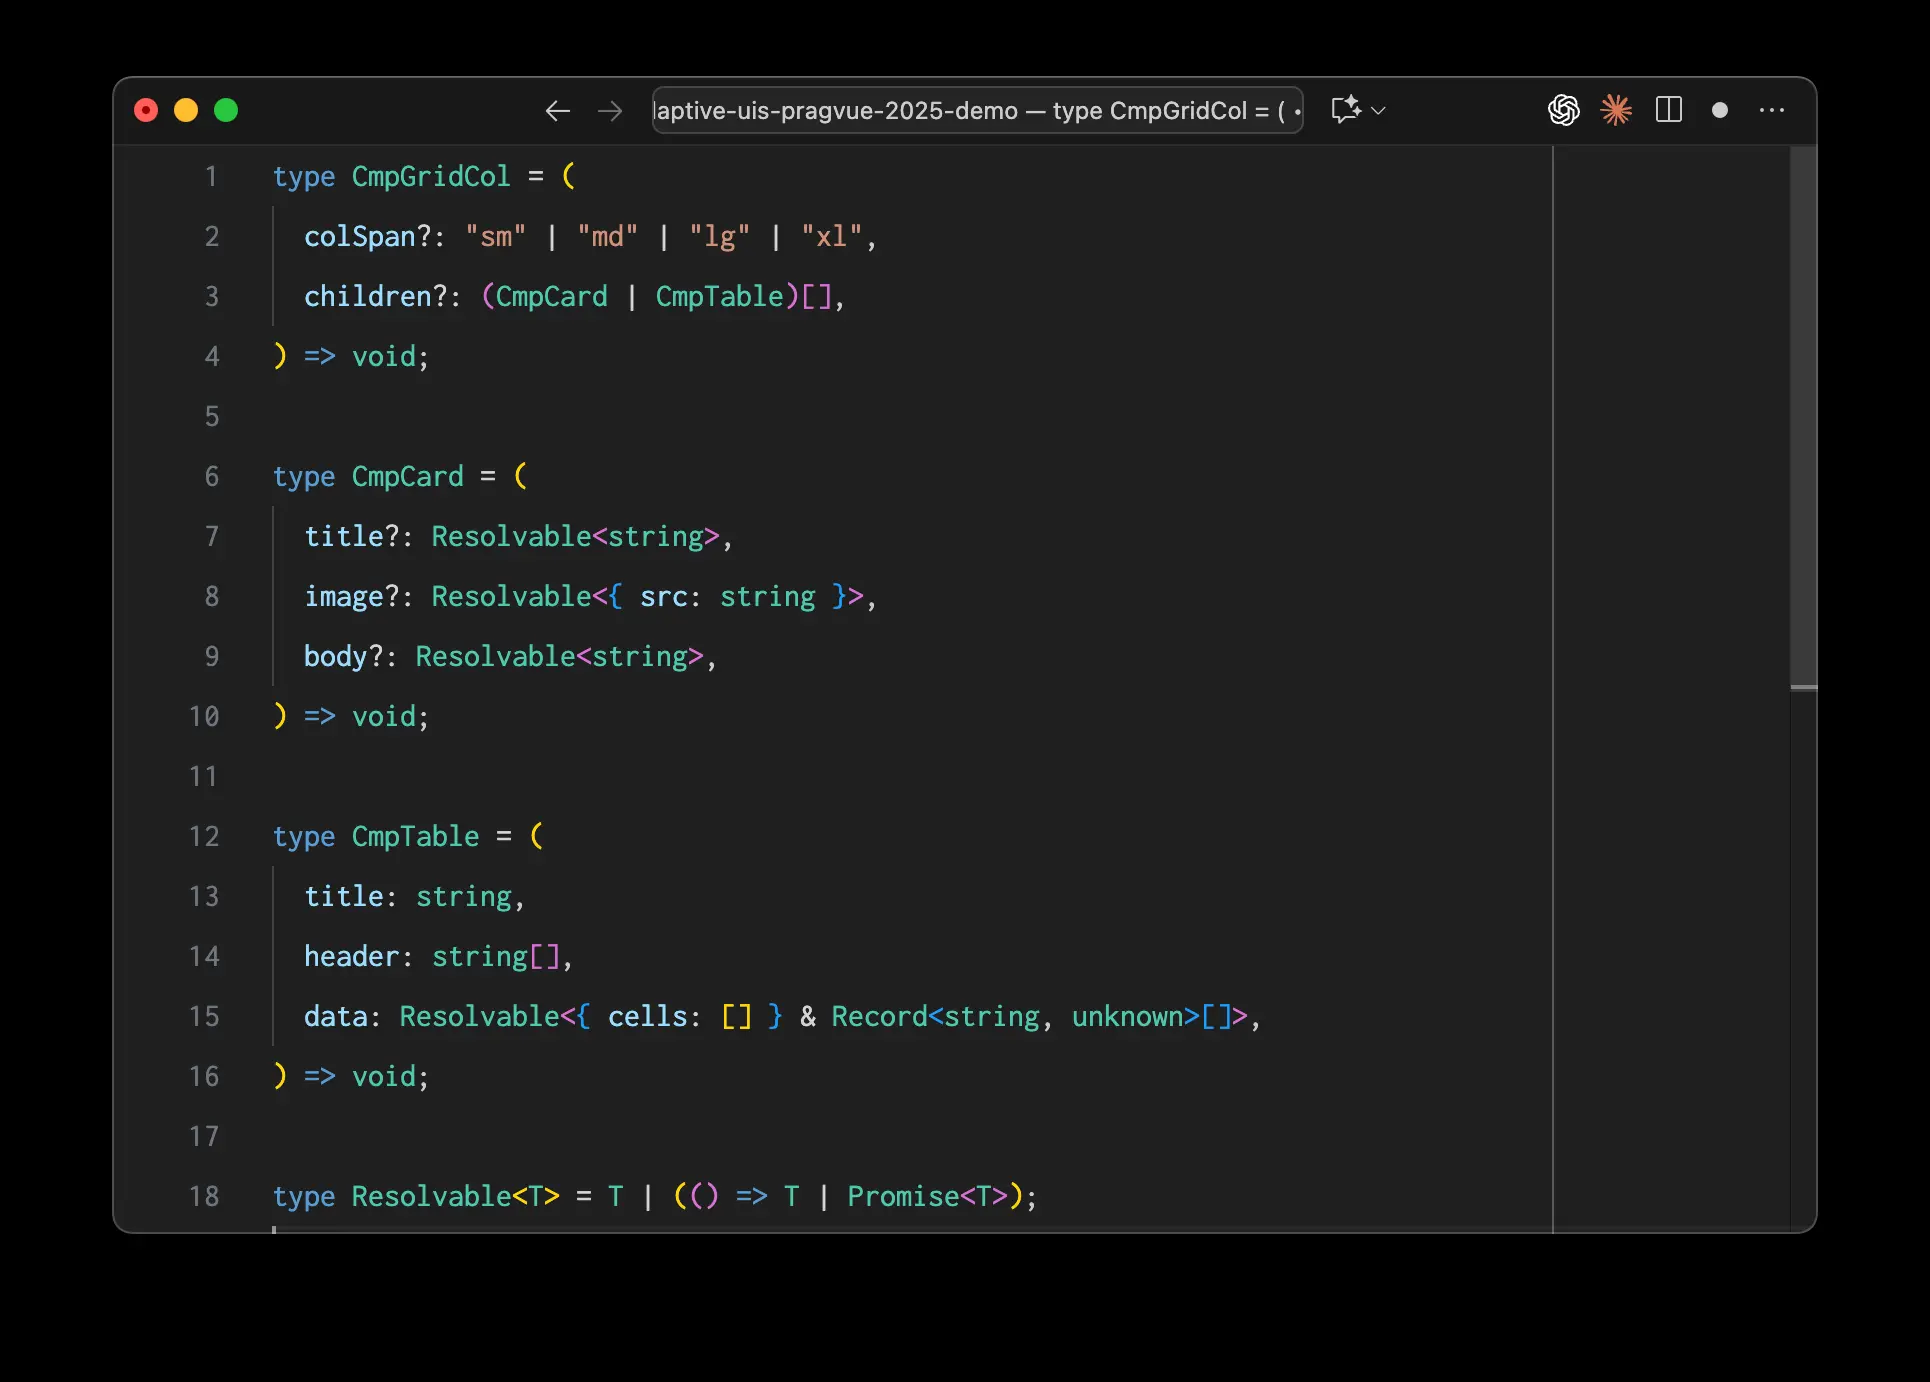 laptive-uis-pragvue-2025-demo — type CmpGridCol = ( •
1 type CmpGridCol = (
2 colSpan?: "sm" | "md" | "lg" | "xl",
3 children?: (CmpCard | CmpTable)[],
4 ) => void;
5
6 type CmpCard = (
7 title?: Resolvable<string>,
8 image?: Resolvable<{ src: string }>,
9 body?: Resolvable<string>,
10 ) => void;
11
12 type CmpTable = (
13 title: string,
14 header: string[],
15 data: Resolvable<{ cells: [] } & Record<string, unknown>[]>,
16 ) => void;
17
18 type Resolvable<T> = T | (() => T | Promise<T>);